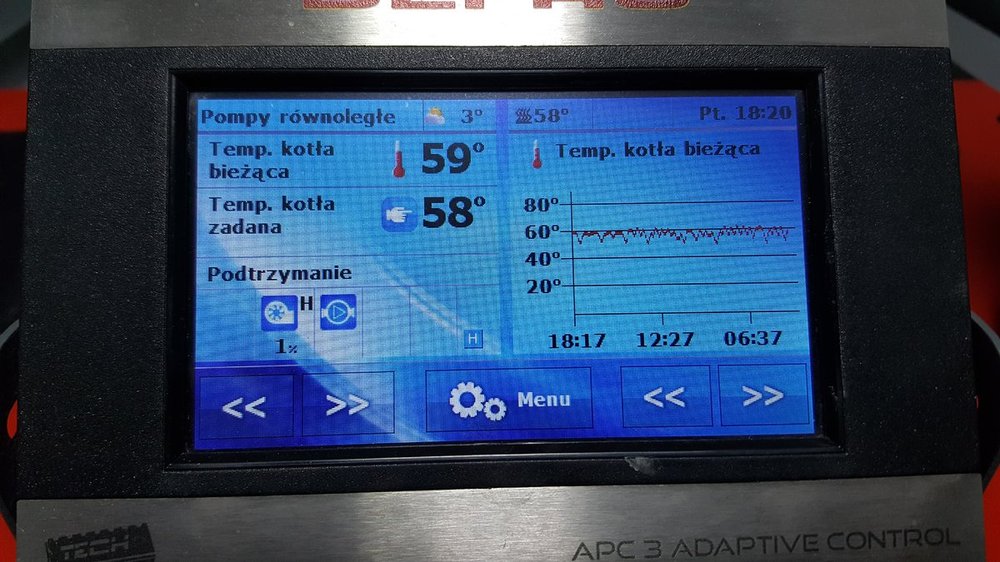 Pompy równoległe 3° 58° Pt. 18:20
Temp. kotła
bieżąca 59°
Temp. kotła
zadana 58°
Podtrzymanie
H
1%
H
Temp. kotła bieżąca
80°
60°
40°
20°
18:17 12:27 06:37
<< >> Menu << >>
TECH
APC 3 ADAPTIVE CONTROL